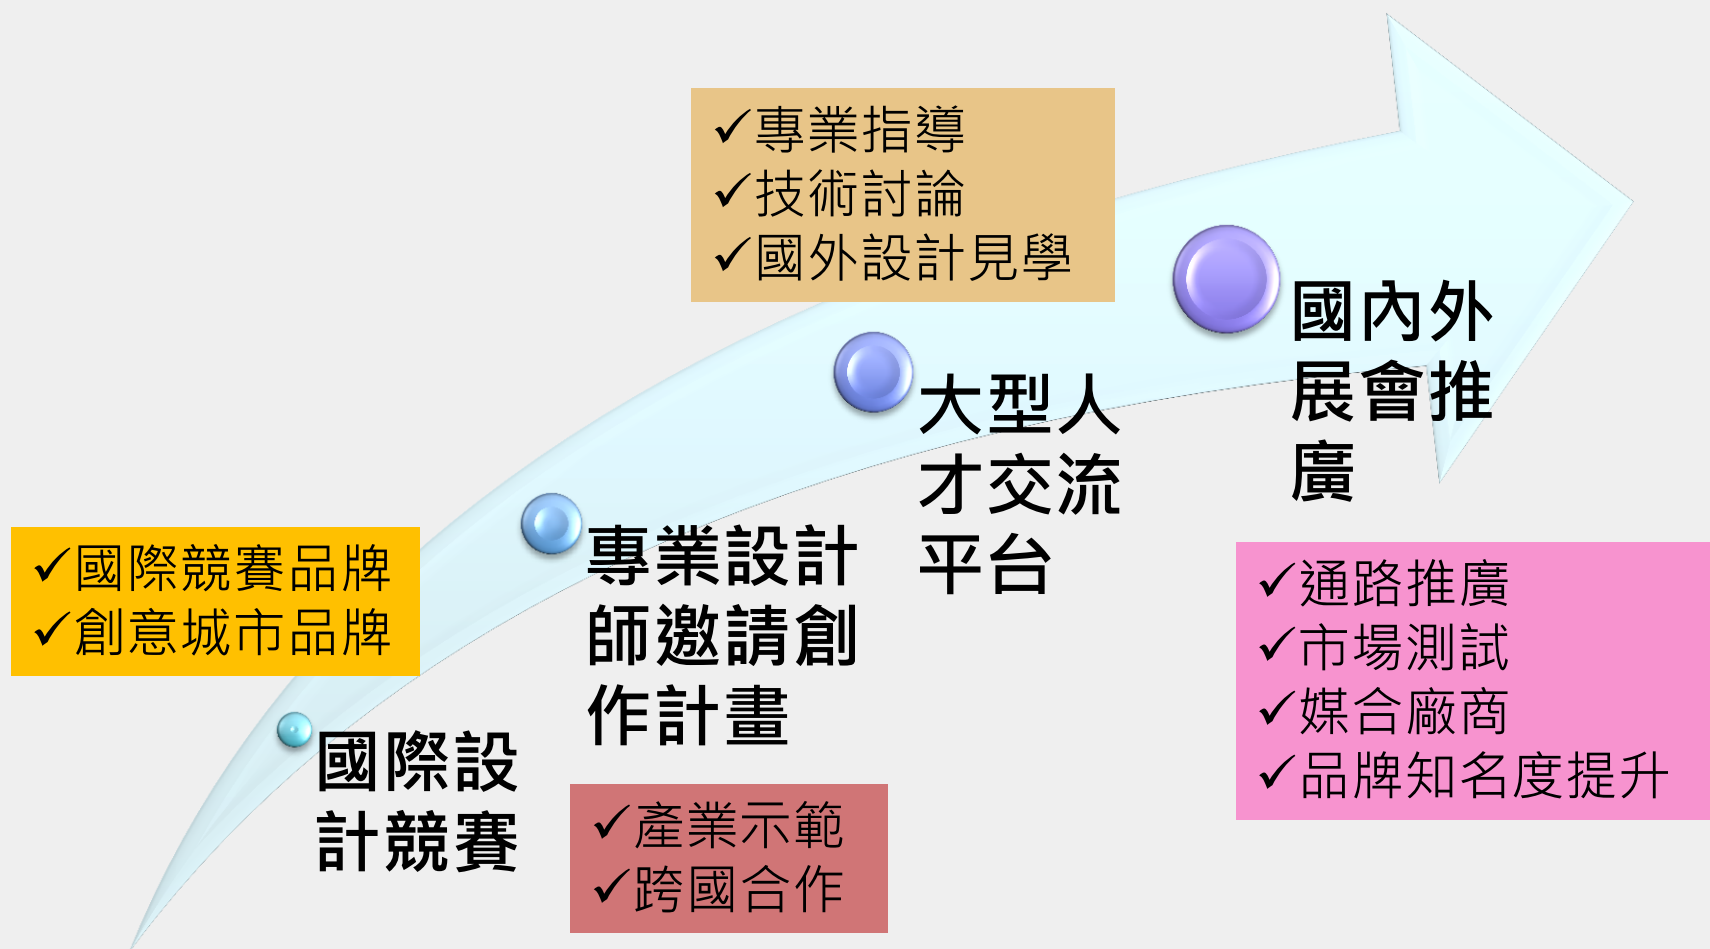 ✓專業指導
✓技術討論
✓國外設計見學
國內外
展會推
廣
大型人
才交流
平台
✓國際競賽品牌
✓創意城市品牌
專業設計
師邀請創
作計畫
✓通路推廣
✓市場測試
✓媒合廠商
✓品牌知名度提升
國際設
計競賽
✓產業示範
✓跨國合作